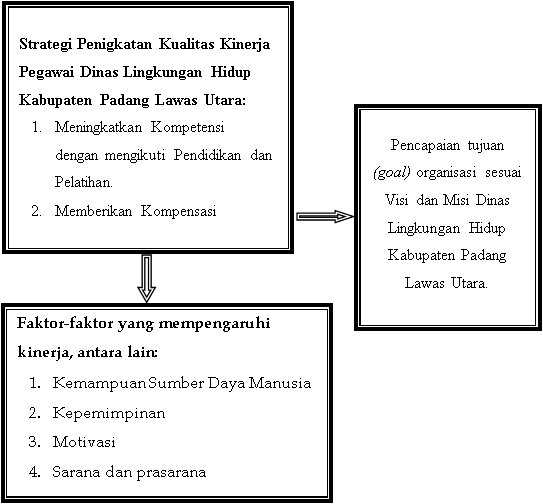 Strategi Penigkatan Kualitas Kinerja
Pegawai Dinas Lingkungan Hidup
Kabupaten Padang Lawas Utara:
1. Meningkatkan Kompetensi
dengan mengikuti Pendidikan dan
Pelatihan.
2. Memberikan Kompensasi
Pencapaian tujuan
(goal) organisasi sesuai
Visi dan Misi Dinas
Lingkungan Hidup
Kabupaten Padang
Lawas Utara.
Faktor-faktor yang mempengaruhi
kinerja, antara lain:
1. Kemampuan Sumber Daya Manusia
2. Kepemimpinan
3. Motivasi
4. Sarana dan prasarana